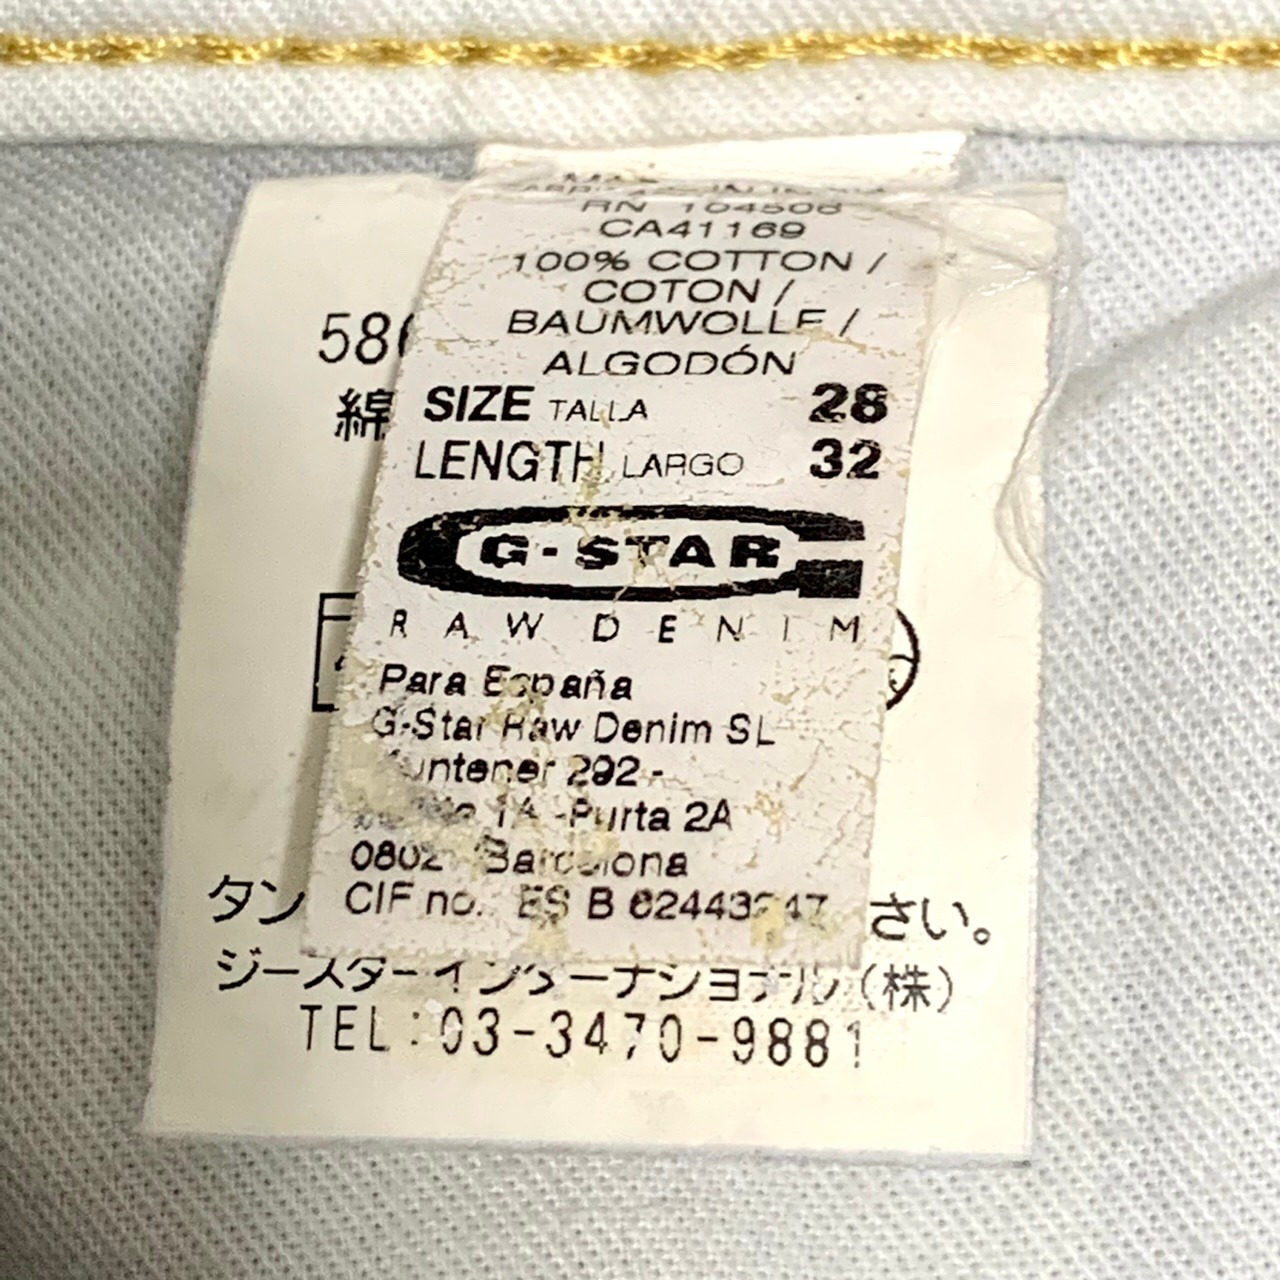 RN 104506
CA41169
100% COTTON /
COTON /
BAUMWOLLE /
ALGODÓN
SIZE TALLA 28
LENGTH LARGO 32
G-STAR
RAW DENIM
Para España
G-Star Raw Denim SL
292 -
1A -Purta 2A
Barcelona
CIF no. ES B
綿
タン
さい。
ジースターインターナショナル(株)
TEL:03-3470-9881